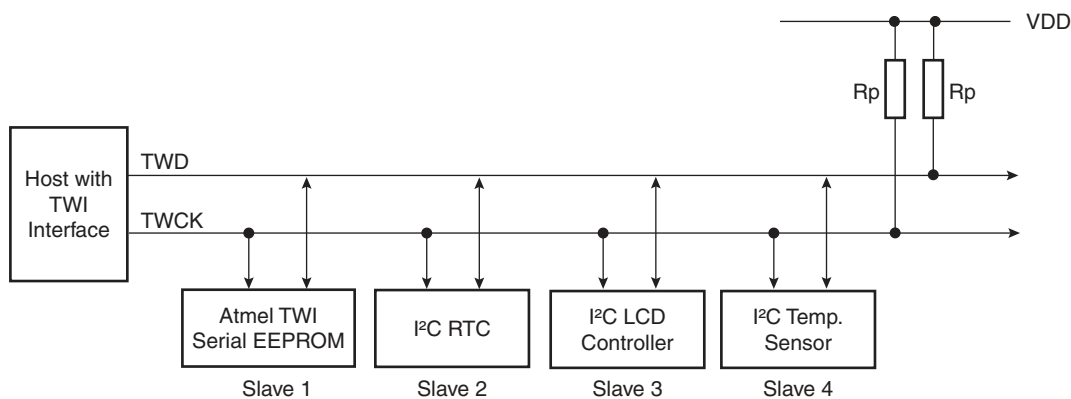 VDD
Rp
Rp
Host with
TWI
Interface
TWD
TWCK
Atmel TWI
Serial EEPROM
I²C RTC
I²C LCD
Controller
I²C Temp.
Sensor
Slave 1
Slave 2
Slave 3
Slave 4